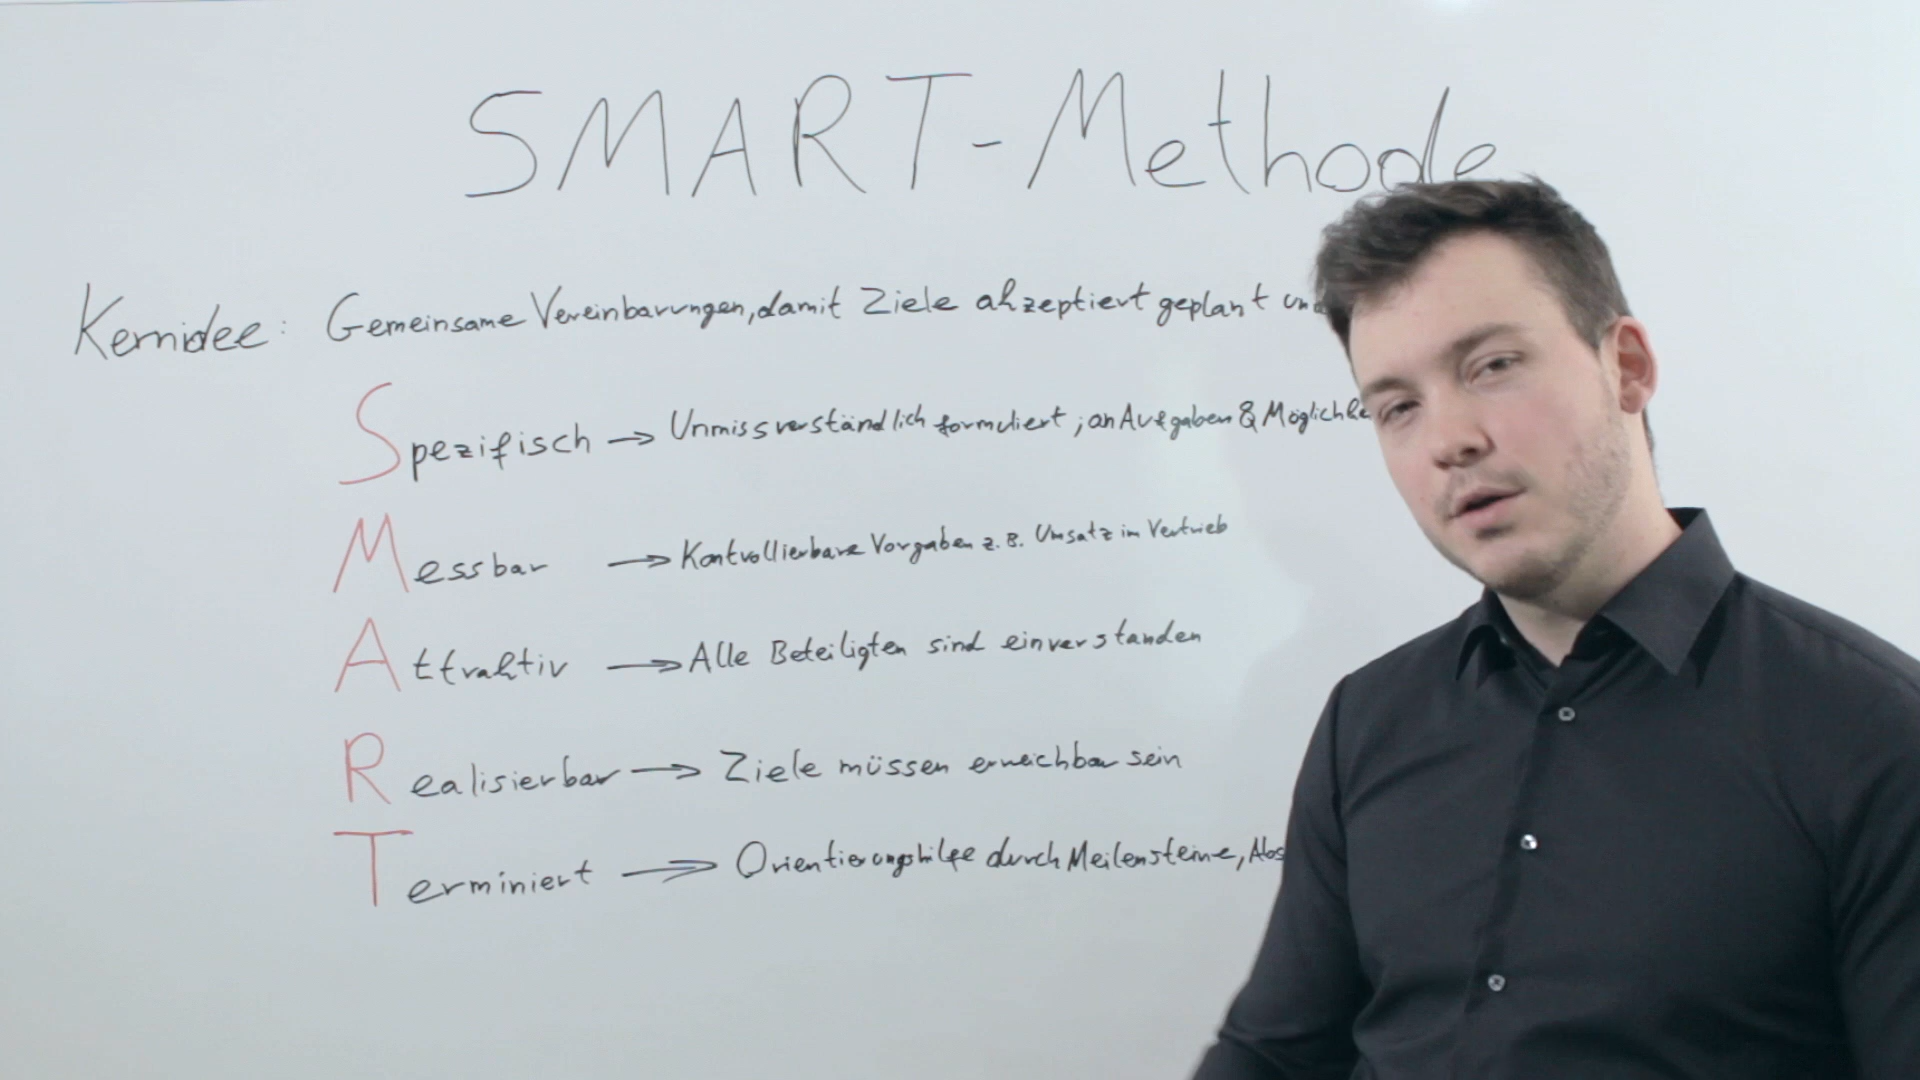 SMART-Methode
Kernidee: Gemeinsame Vereinbarungen, damit Ziele akzeptiert geplant und
Spezifisch → Unmissverständlich formuliert; an Aufgaben & Möglichke
Messbar → Kontrollierbare Vorgaben z. B. Umsatz im Vertrieb
Attraktiv → Alle Beteiligten sind einverstanden
Realisierbar → Ziele müssen erreichbar sein
Terminiert → Orientierungshilfe durch Meilensteine,